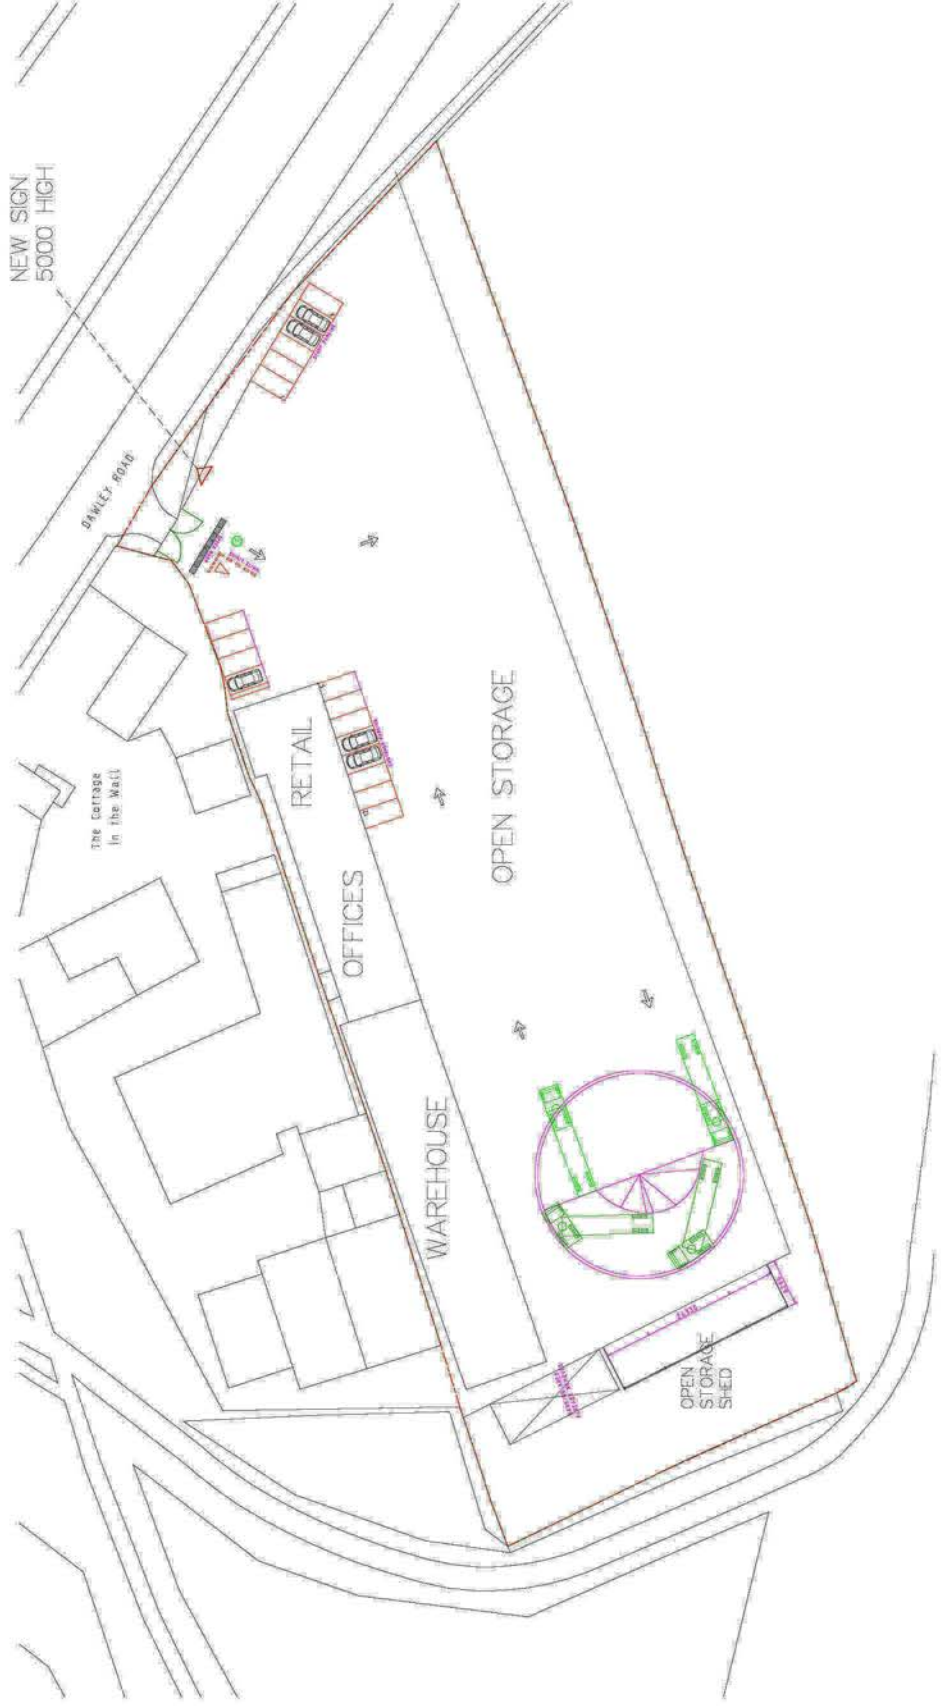 NEW SIGN
5000 HIGH
DAWLEY ROAD
The Cottage
In the Wall
RETAIL
OFFICES
OPEN STORAGE
WAREHOUSE
OPEN
STORAGE
SHED